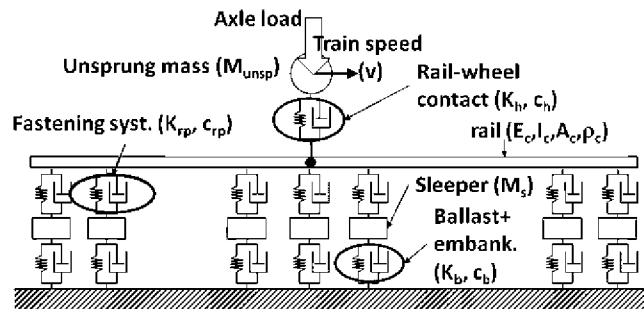 Axle load
Train speed
(v)
Unsprung mass (Munsp)
Rail-wheel
contact (Kh, ch)
Fastening syst. (Krp, crp)
rail (Ec,Ic,Ac,ρc)
Sleeper (Ms)
Ballast+
embank.
(Kb, cb)